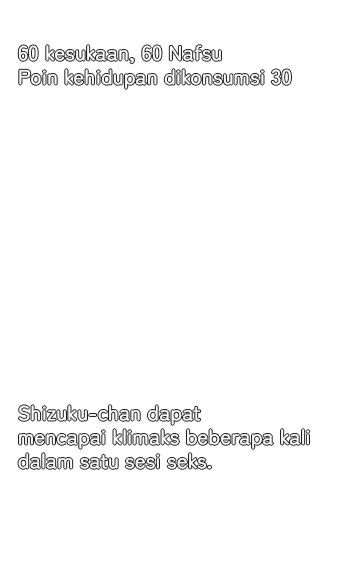 60 kesukaan, 60 Nafsu
Poin kehidupan dikonsumsi 30
Shizuku-chan dapat
mencapai klimaks beberapa kali
dalam satu sesi seks.